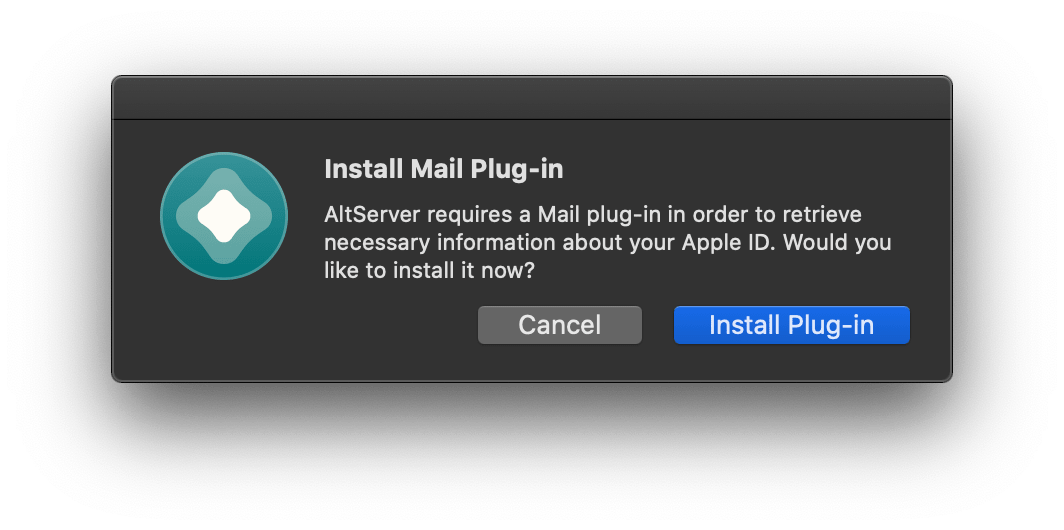 Install Mail Plug-in
AltServer requires a Mail plug-in in order to retrieve
necessary information about your Apple ID. Would you
like to install it now?
Cancel
Install Plug-in